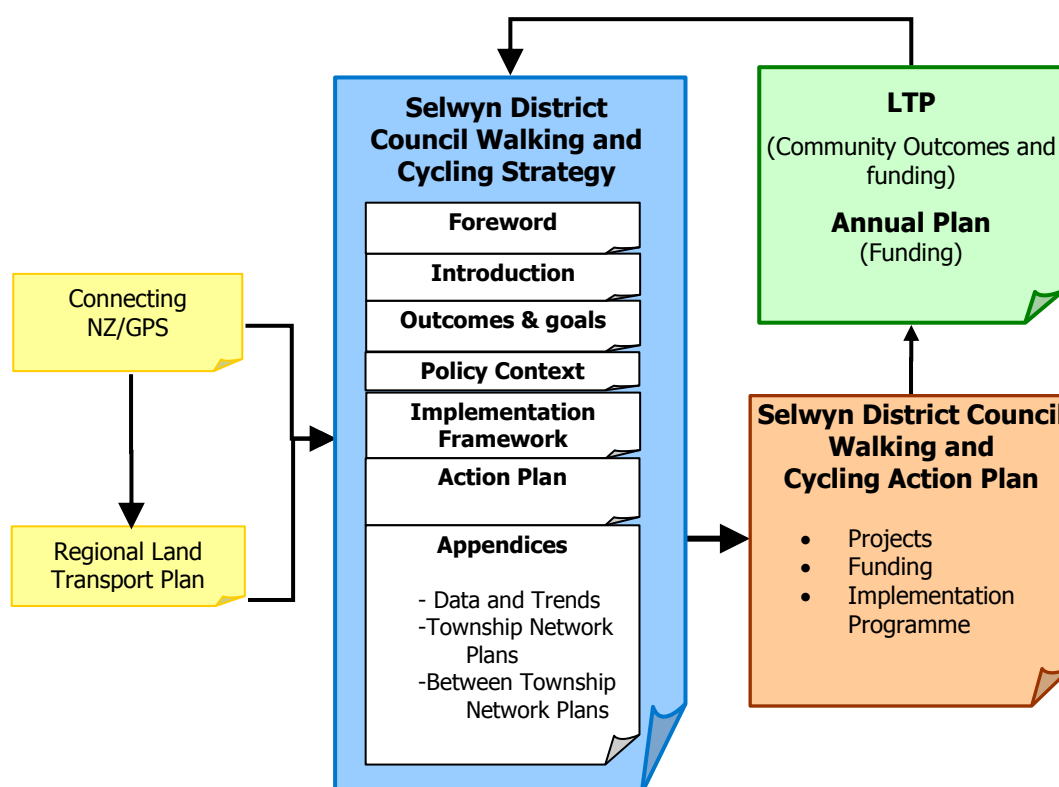 Connecting
NZ/GPS
Regional Land
Transport Plan
Selwyn District
Council Walking and
Cycling Strategy
Foreword
Introduction
Outcomes & goals
Policy Context
Implementation
Framework
Action Plan
Appendices
- Data and Trends
-Township Network
Plans
-Between Township
Network Plans
LTP
(Community Outcomes and
funding)
Annual Plan
(Funding)
Selwyn District Council
Walking and
Cycling Action Plan
• Projects
• Funding
• Implementation
Programme